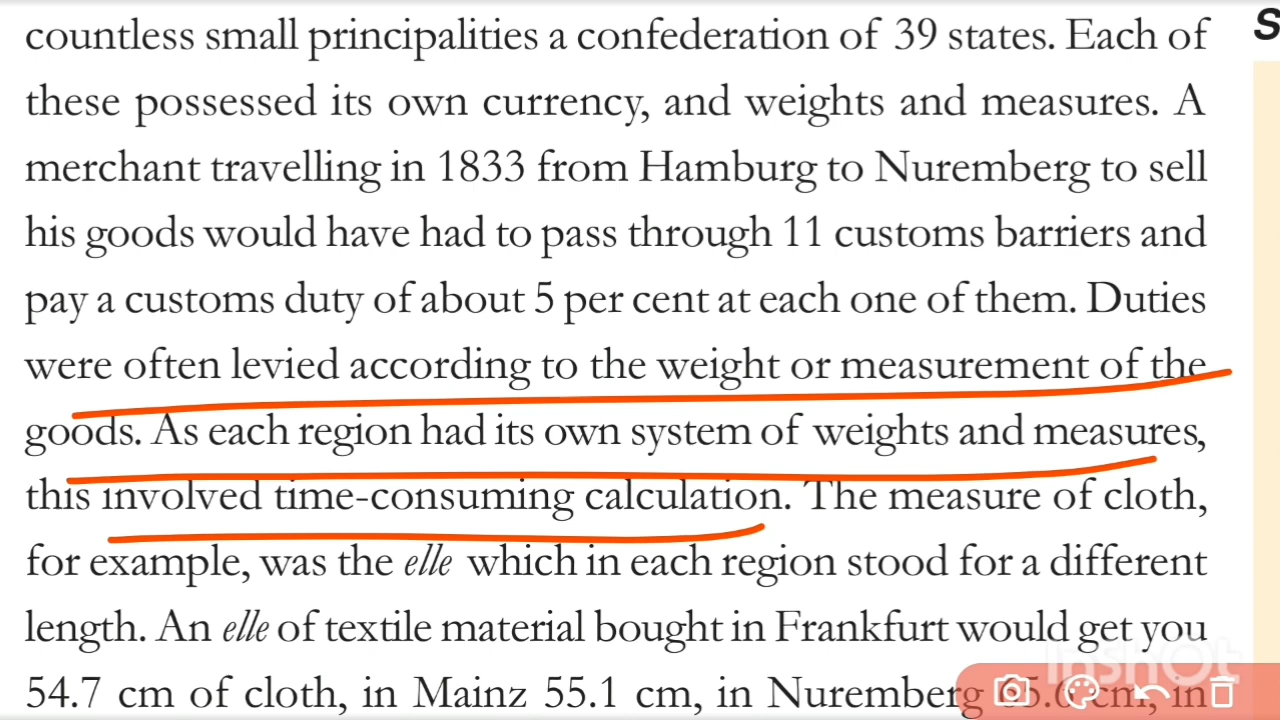 countless small principalities a confederation of 39 states. Each of
these possessed its own currency, and weights and measures. A
merchant travelling in 1833 from Hamburg to Nuremberg to sell
his goods would have had to pass through 11 customs barriers and
pay a customs duty of about 5 per cent at each one of them. Duties
were often levied according to the weight or measurement of the
goods. As each region had its own system of weights and measures,
this involved time-consuming calculation. The measure of cloth,
for example, was the elle which in each region stood for a different
length. An elle of textile material bought in Frankfurt would get you
54.7 cm of cloth, in Mainz 55.1 cm, in Nuremberg cm, in
S
InShOt